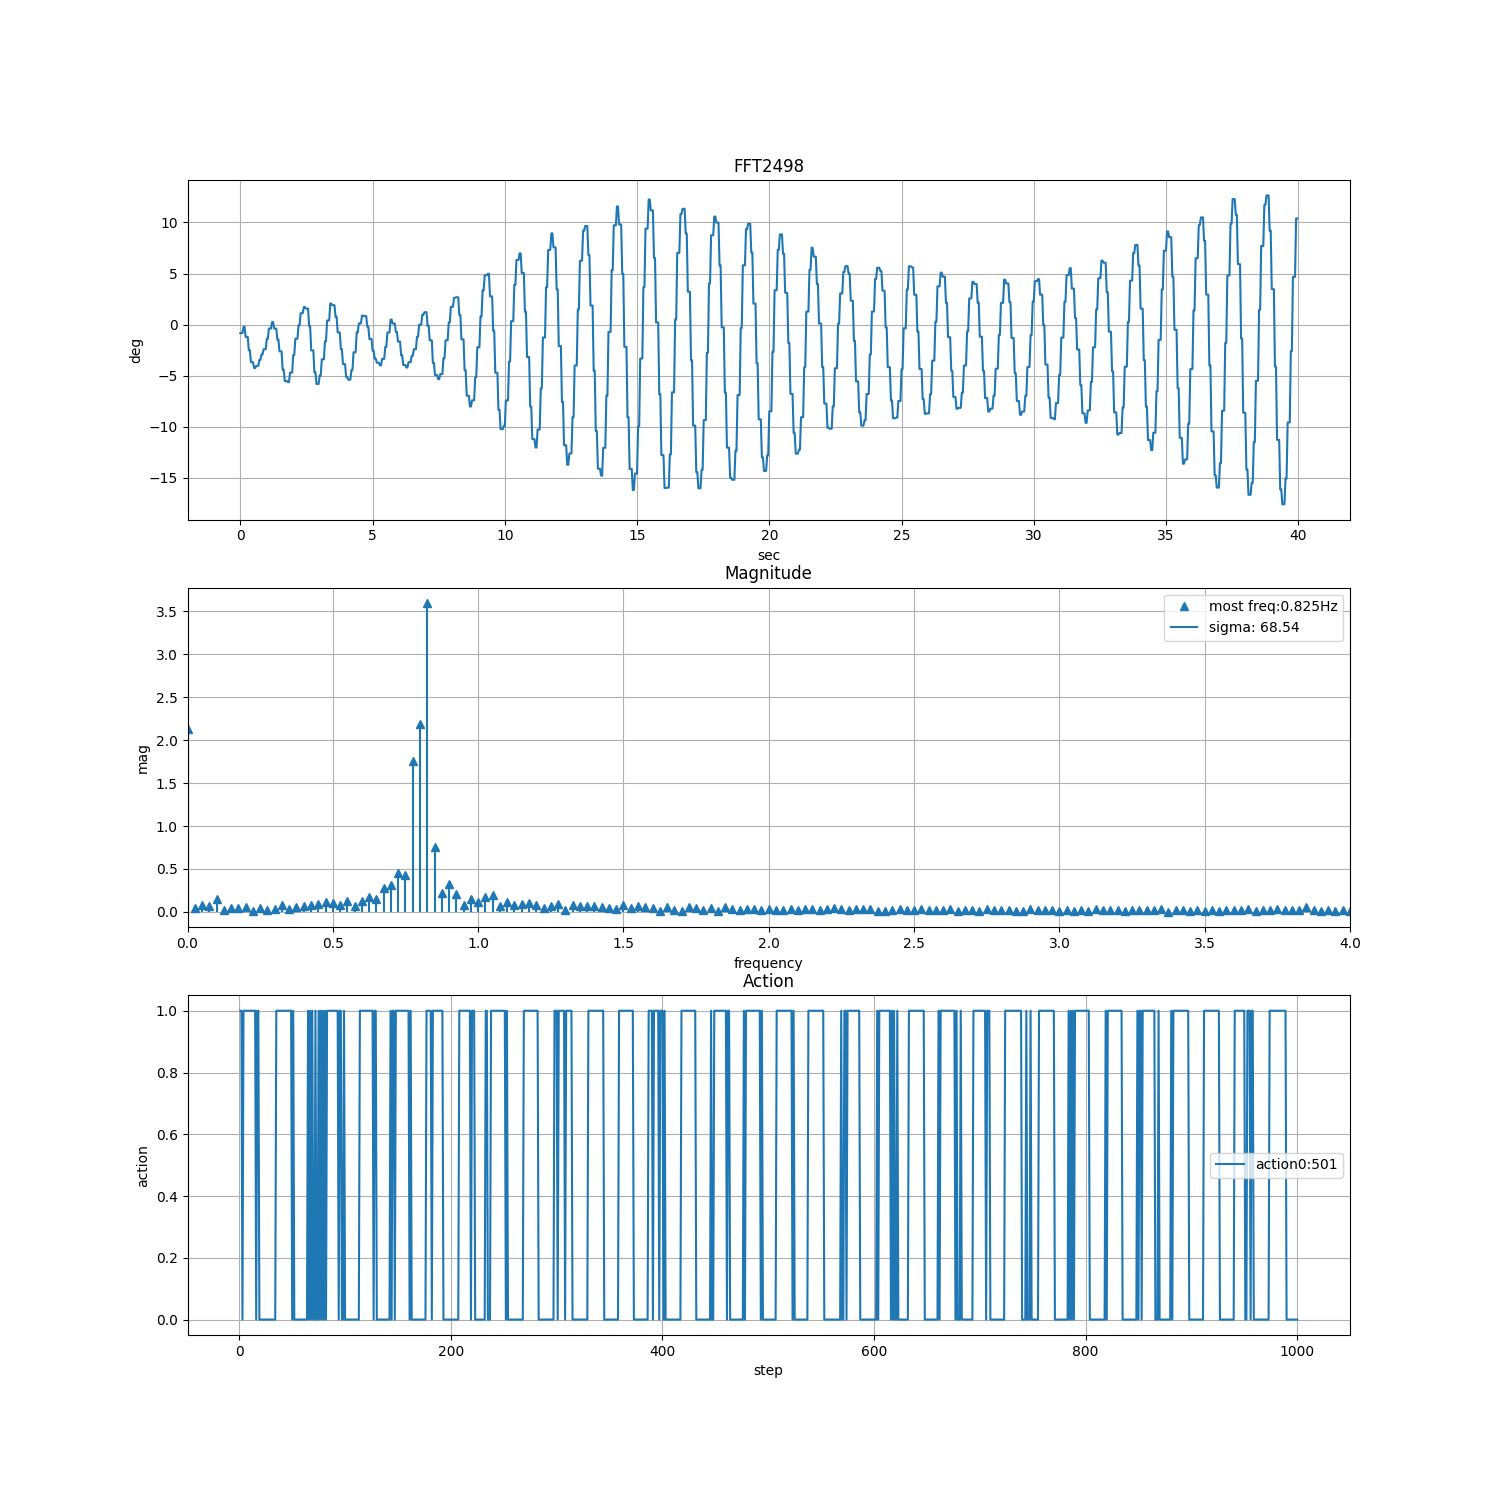 FFT2498
10
5
0
−5
−10
−15
deg
0 5 10 15 20 25 30 35 40
sec
Magnitude
3.5
3.0
2.5
2.0
1.5
1.0
0.5
0.0
mag
most freq:0.825Hz
sigma: 68.54
0.0 0.5 1.0 1.5 2.0 2.5 3.0 3.5 4.0
frequency
Action
1.0
0.8
0.6
0.4
0.2
0.0
action
action0:501
0 200 400 600 800 1000
step